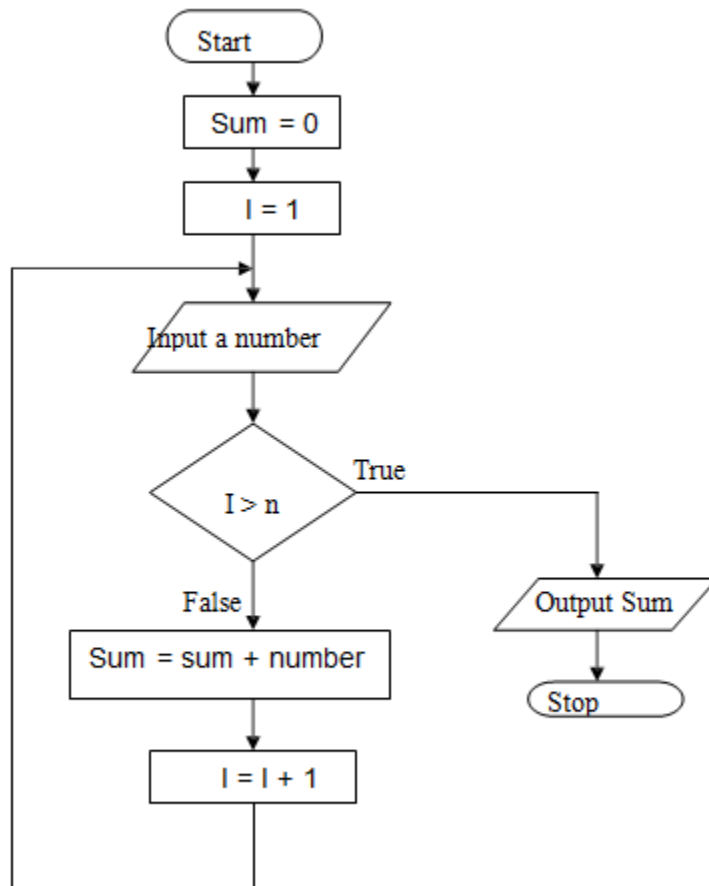 Start
Sum = 0
I = 1
Input a number
I > n
True
False
Output Sum
Sum = sum + number
Stop
I = I + 1